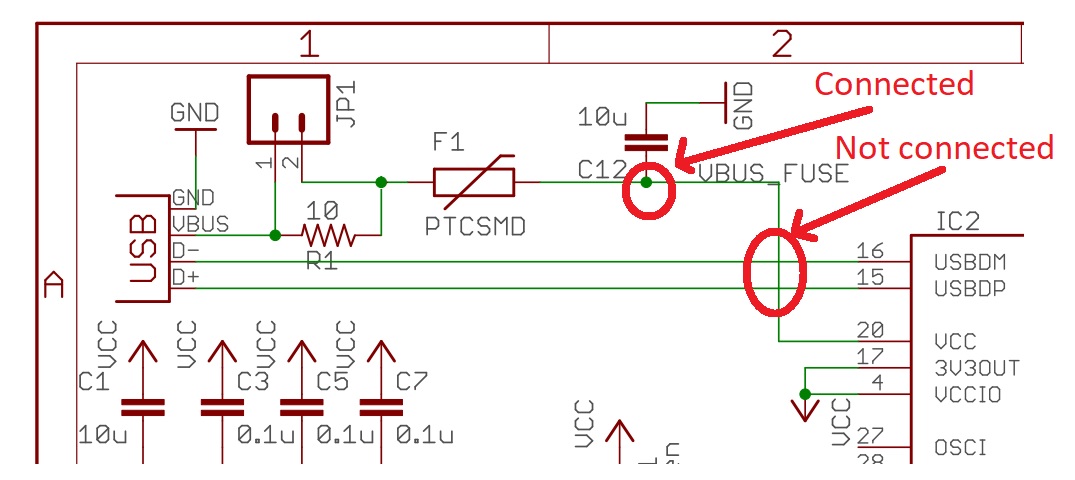 1
2
Connected
Not connected
GND
JP1
1
2
10u
GND
F1
C12
VBUS_FUSE
PTCSMD
USB
GND
VBUS
D-
D+
10
R1
A
IC2
16
USBDM
15
USBDP
20
VCC
17
3V3OUT
4
VCCIO
VCC
27
OSCI
28
VCC
VCC
VCC
VCC
C1
C3
C5
C7
10u
0.1u
0.1u
0.1u
VCC